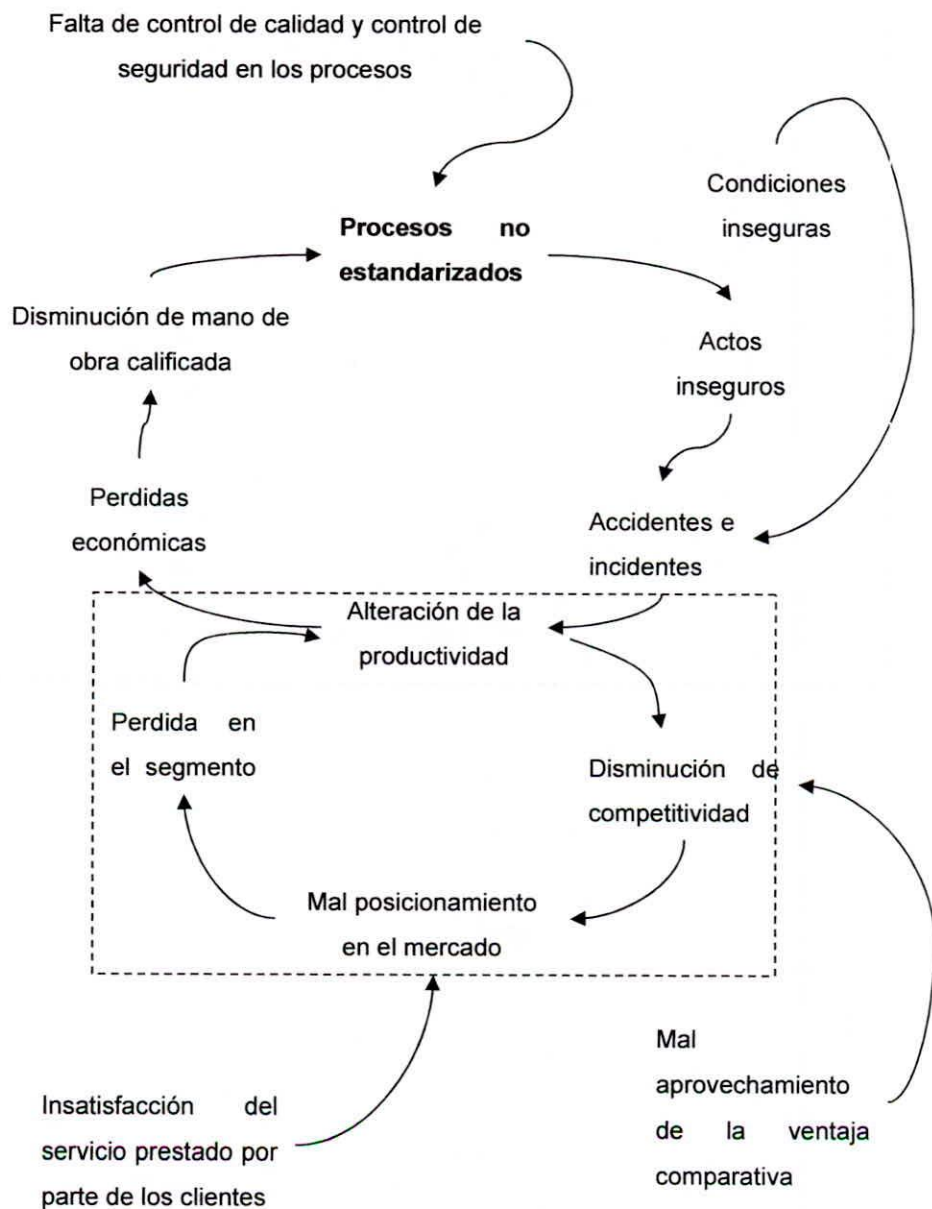 Falta de control de calidad y control de
seguridad en los procesos
Condiciones
inseguras
Procesos no
estandarizados
Disminución de mano de
obra calificada
Actos
inseguros
Perdidas
económicas
Accidentes e
incidentes
Alteración de la
productividad
Perdida en
el segmento
Disminución de
competitividad
Mal posicionamiento
en el mercado
Mal
aprovechamiento
de la ventaja
comparativa
Insatisfacción del
servicio prestado por
parte de los clientes